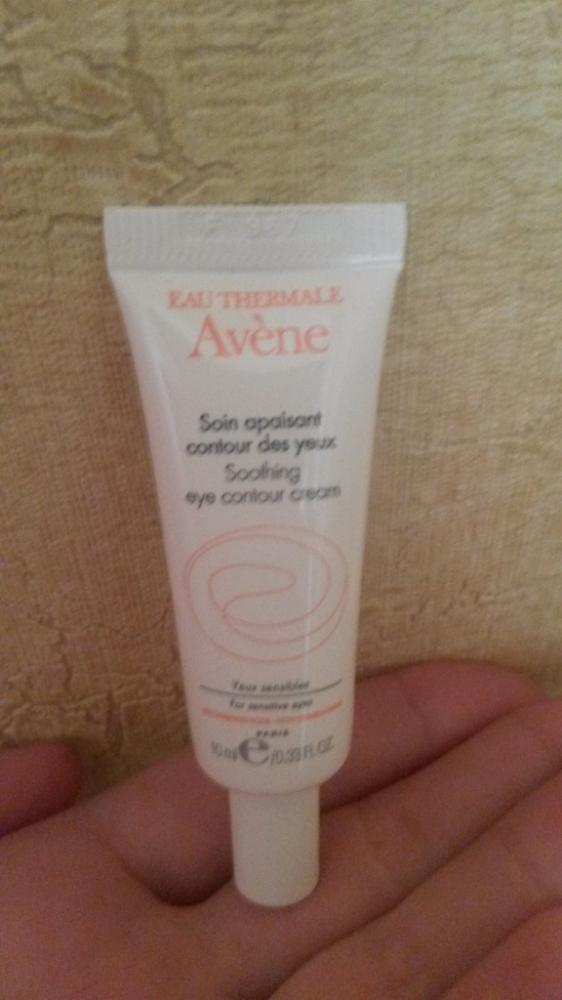 EAU THERMALE
Avène
Soin apaisant
contour des yeux
Soothing
eye contour cream
Yeux sensibles
For sensitive eyes
PARIS
10 ml e/0.33 FL.OZ.